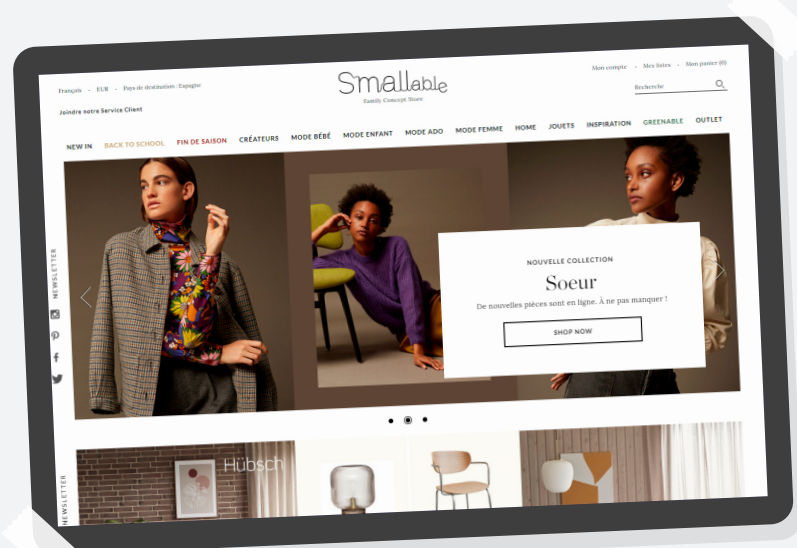 Français - EUR - Pays de destination : Espagne
Smallable
Family Concept Store
Mon compte - Mes listes - Mon panier (0)
Joindre notre Service Client
Recherche
NEW IN BACK TO SCHOOL FIN DE SAISON CRÉATEURS MODE BÉBÉ MODE ENFANT MODE ADO MODE FEMME HOME JOUETS INSPIRATION GREENABLE OUTLET
NEWSLETTER
NOUVELLE COLLECTION
Soeur
De nouvelles pièces sont en ligne. À ne pas manquer !
SHOP NOW
Hübsch
NEWSLETTER